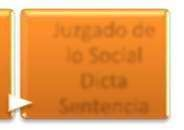 Juzgado de
lo Social
Dicta
Sentencia